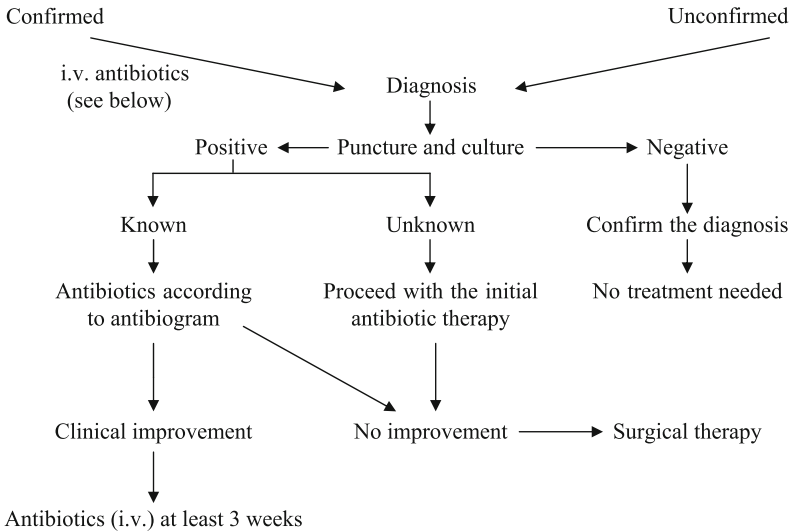 Confirmed
Unconfirmed
i.v. antibiotics
(see below)
Diagnosis
Positive
Puncture and culture
Negative
Known
Unknown
Confirm the diagnosis
Antibiotics according
to antibiogram
Proceed with the initial
antibiotic therapy
No treatment needed
Clinical improvement
No improvement
Surgical therapy
Antibiotics (i.v.) at least 3 weeks